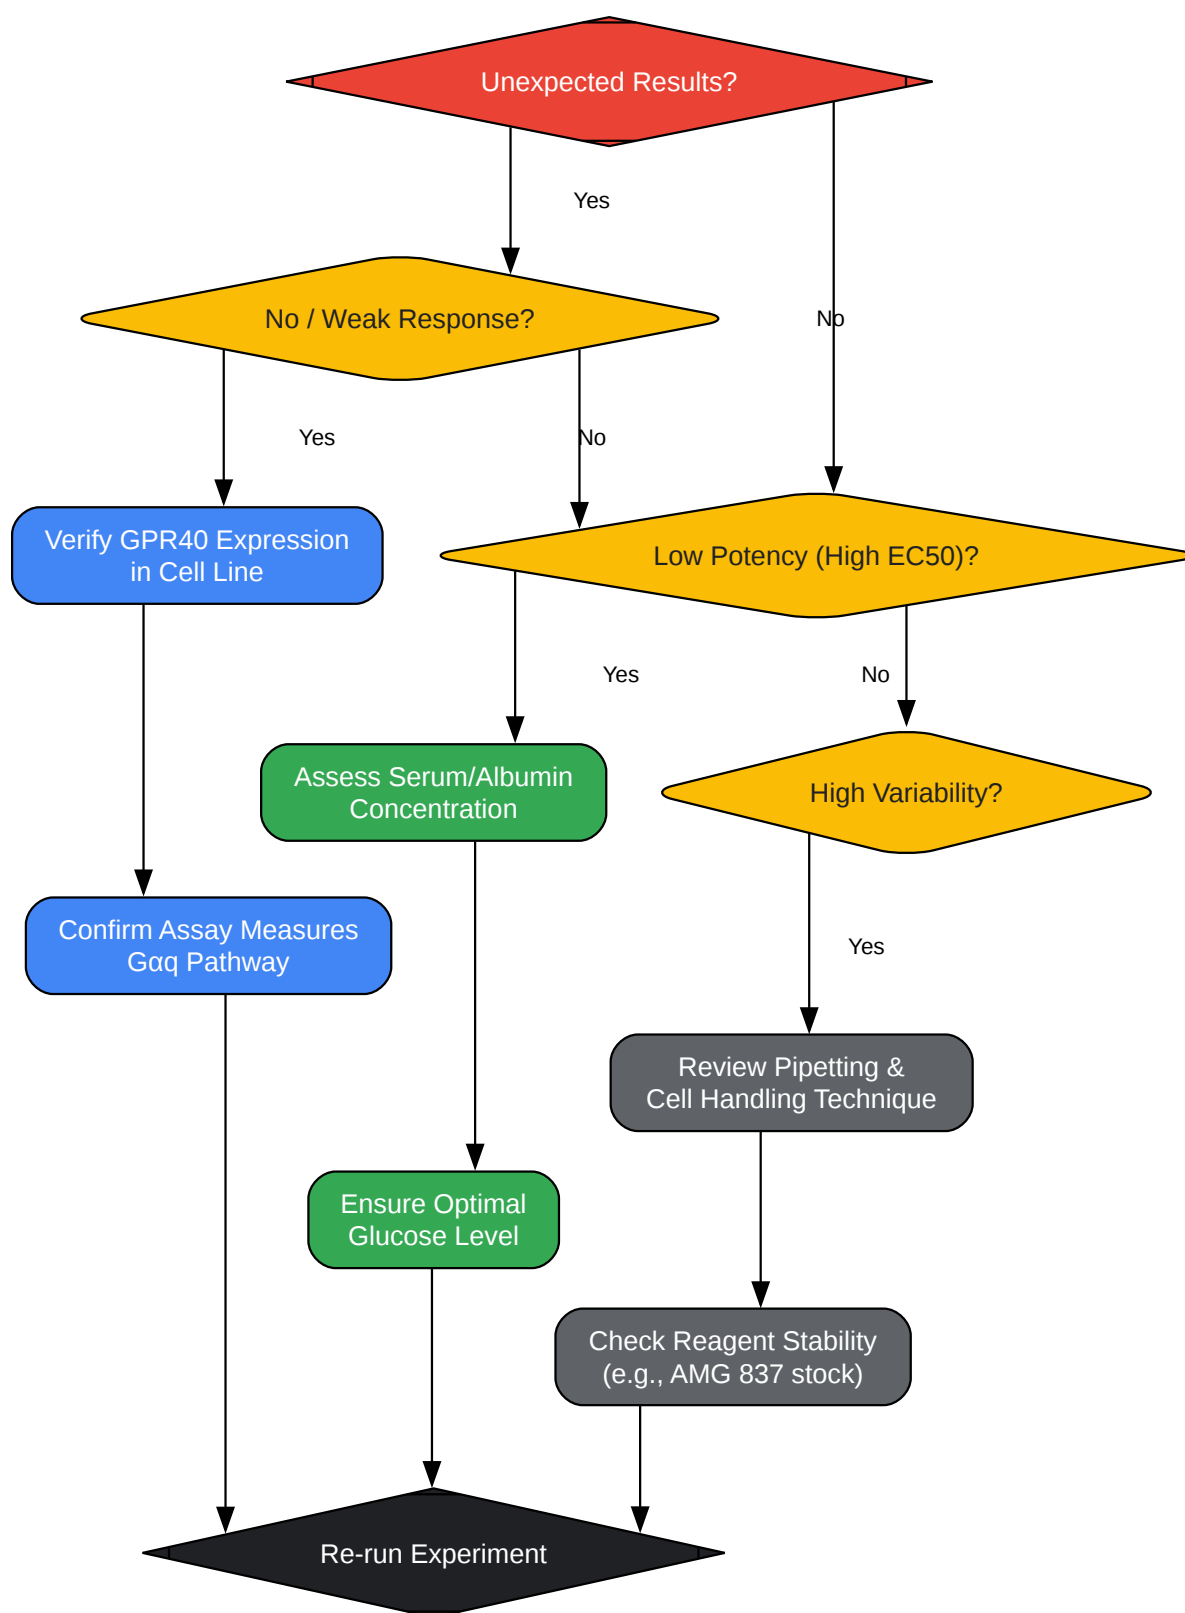 Unexpected Results?
Yes
No / Weak Response?
No
Yes
No
Verify GPR40 Expression
in Cell Line
Low Potency (High EC50)?
Yes
No
Assess Serum/Albumin
Concentration
High Variability?
Confirm Assay Measures
Gαq Pathway
Yes
Review Pipetting &
Cell Handling Technique
Ensure Optimal
Glucose Level
Check Reagent Stability
(e.g., AMG 837 stock)
Re-run Experiment